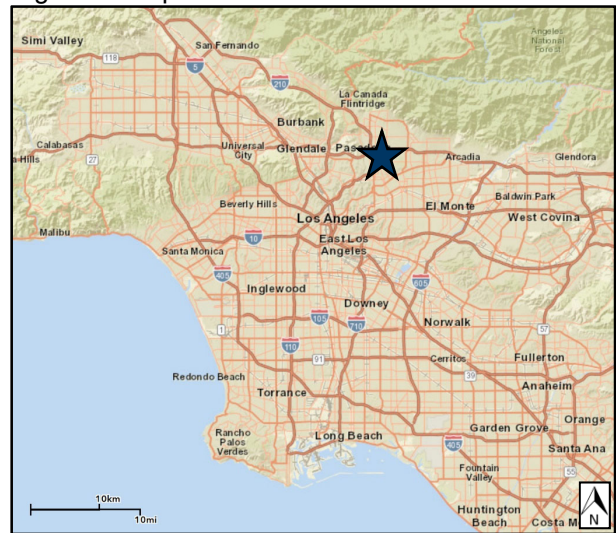 Simi Valley
San Fernando
Angeles
National
Forest
118
5
210
La Canada
Flintridge
Burbank
Calabasas
Universal
City
Glendale
Arcadia
Glendora
a Hills
27
Baldwin Park
Beverly Hills
El Monte
West Covina
Los Angeles
Malibu
10
East Los
Angeles
Santa Monica
405
605
Inglewood
Downey
1
105
710
Norwalk
57
110
91
Cerritos
Fullerton
39
Redondo Beach
Anaheim
Torrance
Orange
Rancho
Palos
Verdes
Long Beach
Garden Grove
405
Santa Ana
Fountain
Valley
55
10km
10mi
Huntington
Beach
Costa M
N